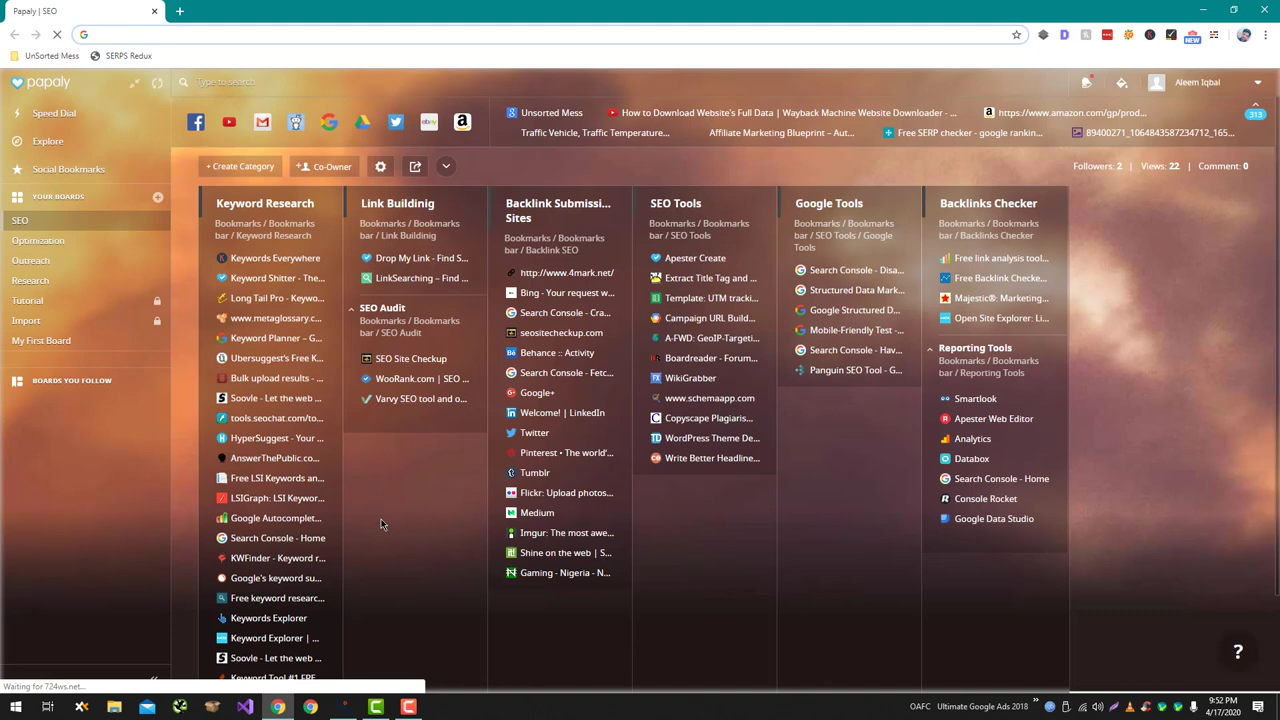 Papaly | SEO
UnSorted Mess
SERPS Redux
papaly
Type to search
Aleem Iqbal
Speed Dial
Explore
Social Bookmarks
YOUR BOARDS
SEO
Optimization
Outreach
Research
Tutorial
Import
My First Board
BOARDS YOU FOLLOW
Unsorted Mess
How to Download Website's Full Data | Wayback Machine Website Downloader - ...
https://www.amazon.com/gp/prod...
Traffic Vehicle, Traffic Temperature...
Affiliate Marketing Blueprint – Aut...
Free SERP checker - google rankin...
89400271_1064843587234712_165...
313
NEW
+ Create Category
Co-Owner
Followers: 2 | Views: 22 | Comment: 0
Keyword Research
Bookmarks / Bookmarks
bar / Keyword Research
Keywords Everywhere
Keyword Shitter - The...
Long Tail Pro - Keywo...
www.metaglossary.c...
Keyword Planner – G...
Ubersuggest's Free K...
Bulk upload results - ...
Soovle - Let the web ...
tools.seochat.com/to...
HyperSuggest - Your ...
AnswerThePublic.co...
Free LSI Keywords an...
LSIGraph: LSI Keywor...
Google Autocomplet...
Search Console - Home
KWFinder - Keyword r...
Google's keyword su...
Free keyword researc...
Keywords Explorer
Keyword Explorer | ...
Soovle - Let the web ...
Keyword Tool #1 FRE...
Link Buildinig
Bookmarks / Bookmarks
bar / Link Buildinig
Drop My Link - Find S...
LinkSearching – Find ...
SEO Audit
Bookmarks / Bookmarks
bar / SEO Audit
SEO Site Checkup
WooRank.com | SEO ...
Varvy SEO tool and o...
Backlink Submissi...
Sites
Bookmarks / Bookmarks
bar / Backlink SEO
http://www.4mark.net/
Bing - Your request w...
Search Console - Cra...
seositecheckup.com
Behance :: Activity
Search Console - Fetc...
Google+
Welcome! | LinkedIn
Twitter
Pinterest • The world'...
Tumblr
Flickr: Upload photos...
Medium
Imgur: The most awe...
Shine on the web | S...
Gaming - Nigeria - N...
SEO Tools
Bookmarks / Bookmarks
bar / SEO Tools
Apester Create
Extract Title Tag and ...
Template: UTM tracki...
Campaign URL Build...
A-FWD: GeoIP-Targeti...
Boardreader - Forum...
WikiGrabber
www.schemaapp.com
Copyscape Plagiaris...
WordPress Theme De...
Write Better Headline...
Google Tools
Bookmarks / Bookmarks
bar / SEO Tools / Google
Tools
Search Console - Disa...
Structured Data Mark...
Google Structured D...
Mobile-Friendly Test -...
Search Console - Hav...
Panguin SEO Tool - G...
Backlinks Checker
Bookmarks / Bookmarks
bar / Backlinks Checker
Free link analysis tool...
Free Backlink Checke...
Majestic®: Marketing...
Open Site Explorer: Li...
Reporting Tools
Bookmarks / Bookmarks
bar / Reporting Tools
Smartlook
Apester Web Editor
Analytics
Databox
Search Console - Home
Console Rocket
Google Data Studio
?
Waiting for 724ws.net...
OAFC
Ultimate Google Ads 2018
9:52 PM
4/17/2020